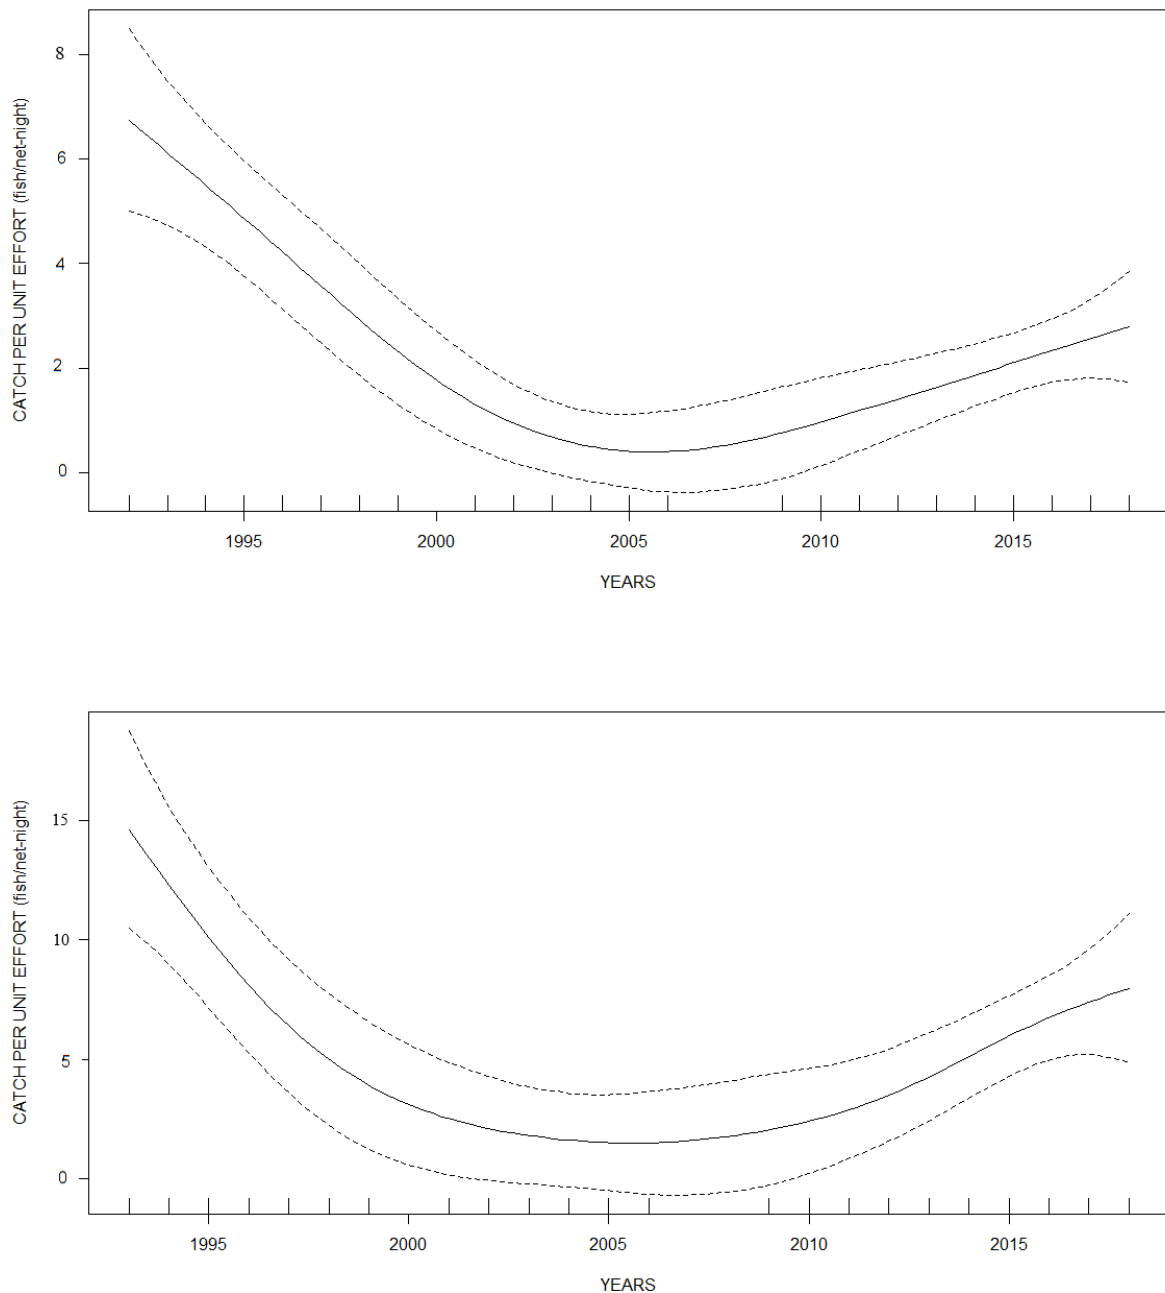 CATCH PER UNIT EFFORT (fish/net-night)
8
6
4
2
0
1995 2000 2005 2010 2015
YEARS
CATCH PER UNIT EFFORT (fish/net-night)
15
10
5
0
1995 2000 2005 2010 2015
YEARS